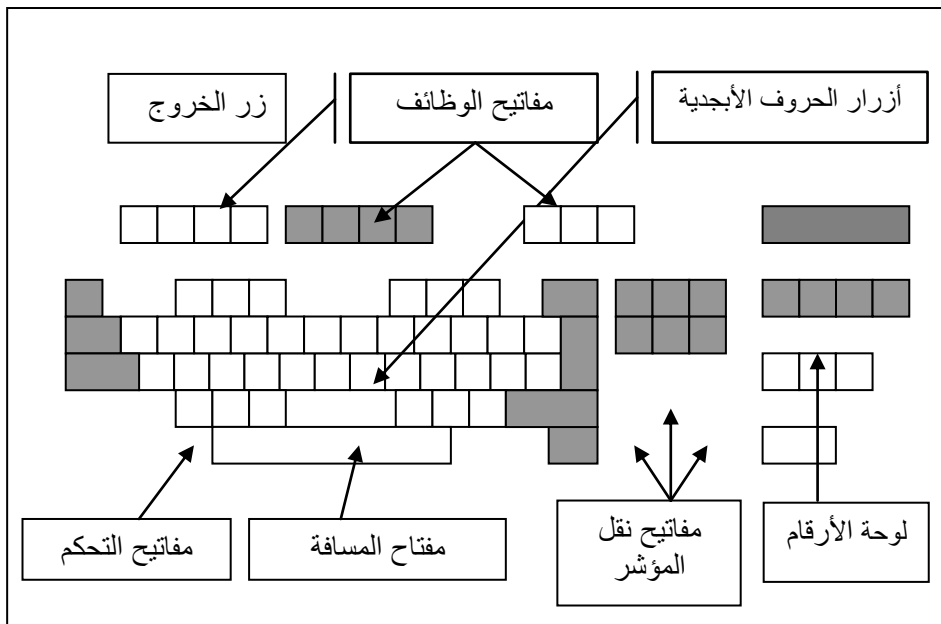 أزرار الحروف الأبجدية
مفاتيح الوظائف
زر الخروج
لوحة الأرقام
مفاتيح نقل
المؤشر
مفتاح المسافة
مفاتيح التحكم